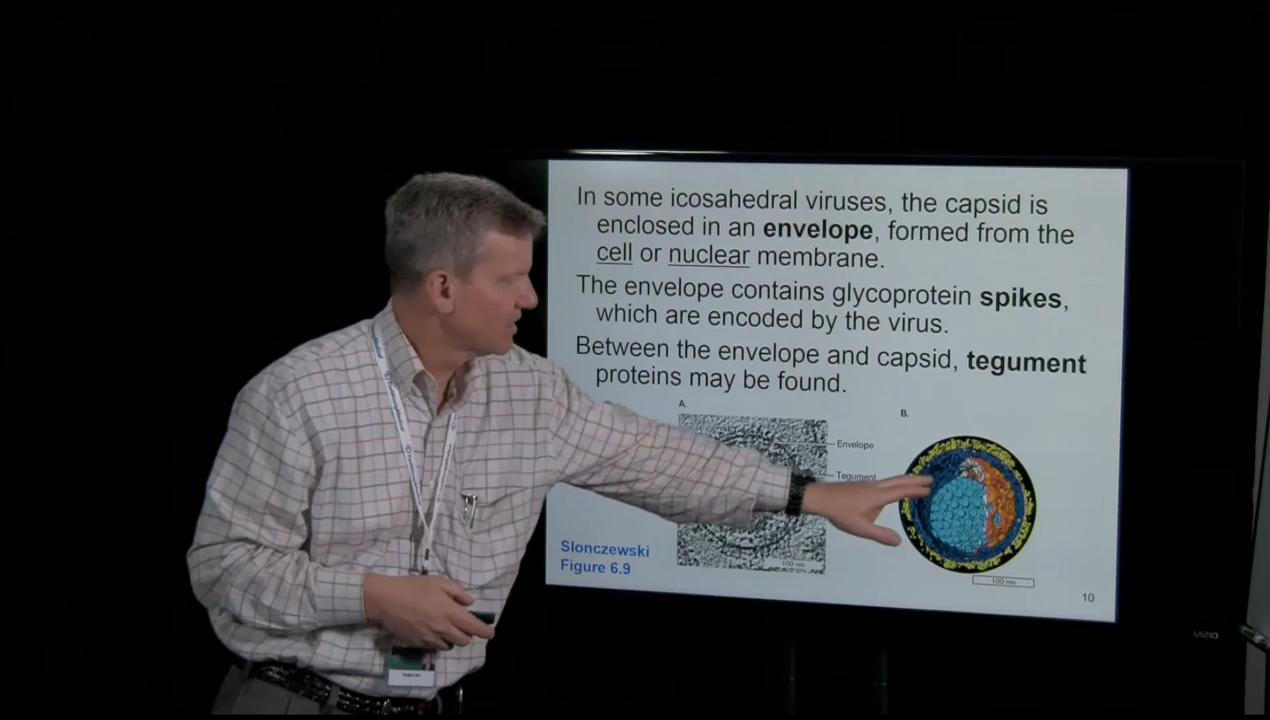 In some icosahedral viruses, the capsid is
enclosed in an envelope, formed from the
cell or nuclear membrane.
The envelope contains glycoprotein spikes,
which are encoded by the virus.
Between the envelope and capsid, tegument
proteins may be found.
A.
B.
Envelope
Tegument
Slonczewski
Figure 6.9
100 nm
100 nm
10
VIZIO